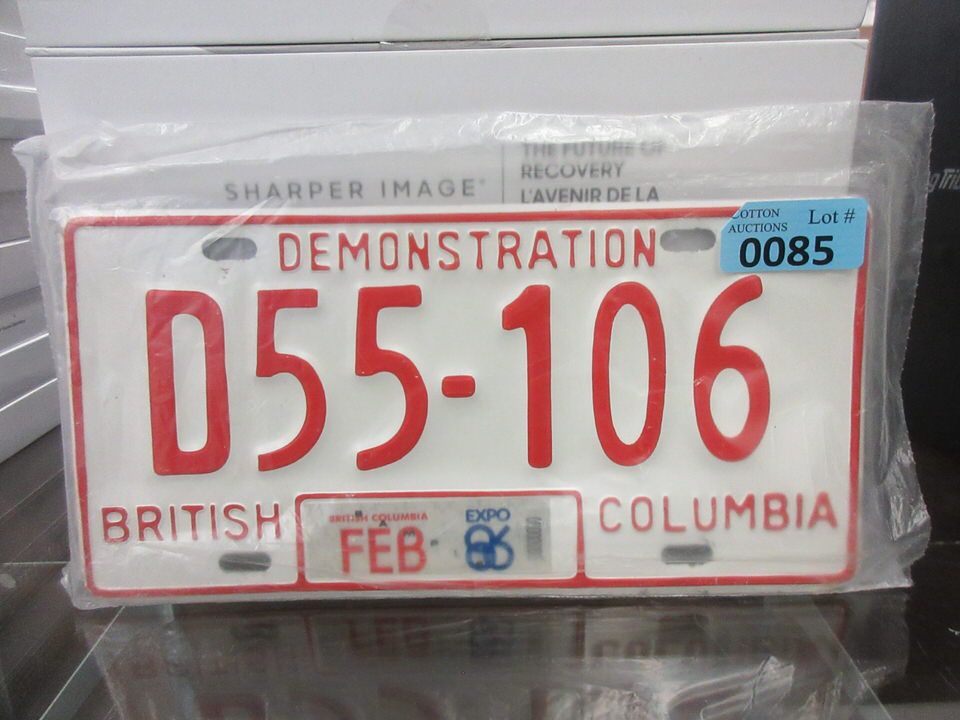 THE FUTURE OF
RECOVERY
L'AVENIR DE LA
SHARPER IMAGE
COTTON
AUCTIONS
Lot #
0085
DEMONSTRATION
D55-106
BRITISH
COLUMBIA
BRITISH COLUMBIA
FEB
EXPO
86